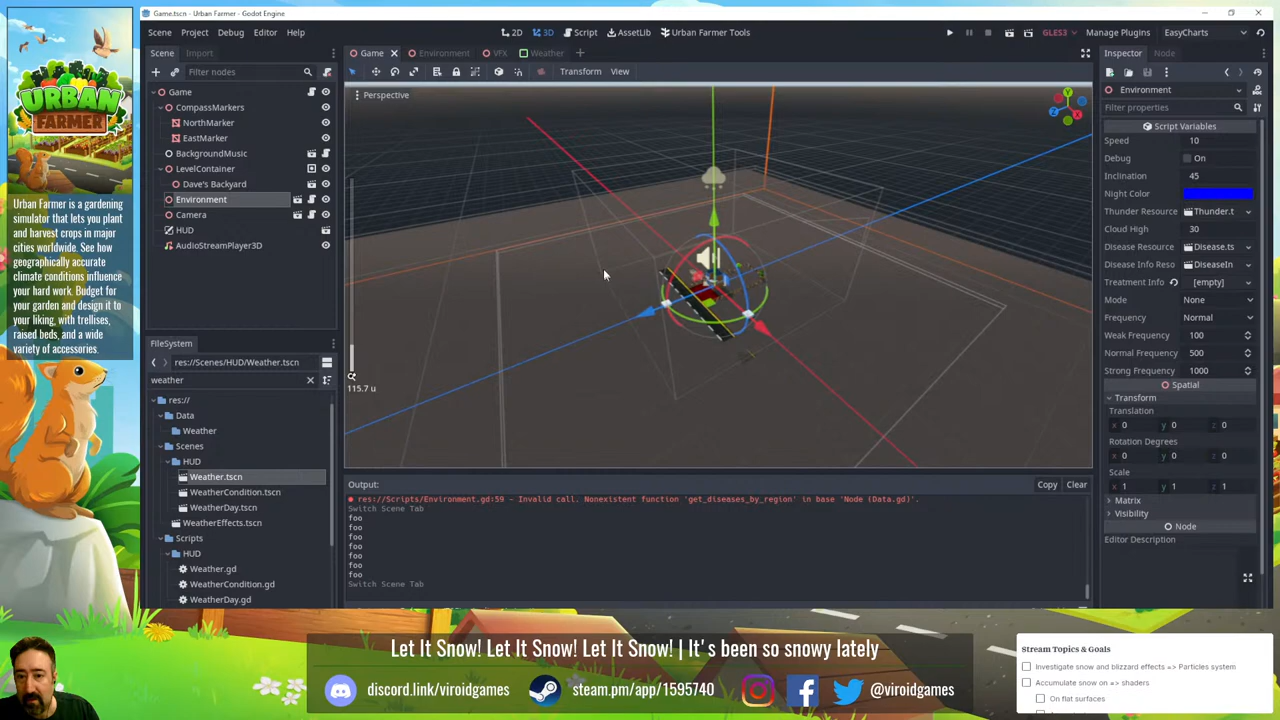 Game.tscn - Urban Farmer - Godot Engine
Scene Project Debug Editor Help
2D 3D Script AssetLib Urban Farmer Tools
GLES3 Manage Plugins EasyCharts
Scene Import
Filter nodes
Game
CompassMarkers
NorthMarker
EastMarker
BackgroundMusic
LevelContainer
Dave's Backyard
Environment
Camera
HUD
AudioStreamPlayer3D
FileSystem
res://Scenes/HUD/Weather.tscn
weather
res://
Data
Weather
Scenes
HUD
Weather.tscn
WeatherCondition.tscn
WeatherDay.tscn
WeatherEffects.tscn
Scripts
HUD
Weather.gd
WeatherCondition.gd
WeatherDay.gd
Game Environment VFX Weather
Transform View
Perspective
Y
X
Z
115.7 u
Output: Copy Clear
res://Scripts/Environment.gd:59 - Invalid call. Nonexistent function 'get_diseases_by_region' in base 'Node (Data.gd)'.
Switch Scene Tab
foo
foo
foo
foo
foo
foo
foo
Switch Scene Tab
Inspector Node
Environment
Filter properties
Script Variables
Speed 10
Debug On
Inclination 45
Night Color
Thunder Resource Thunder.t
Cloud High 30
Disease Resource Disease.ts
Disease Info Reso DiseaseIn
Treatment Info [empty]
Mode None
Frequency Normal
Weak Frequency 100
Normal Frequency 500
Strong Frequency 1000
Spatial
Transform
Translation
x 0 y 0 z 0
Rotation Degrees
x 0 y 0 z 0
Scale
x 1 y 1 z 1
Matrix
Visibility
Node
Editor Description
URBAN
FARMER
Urban Farmer is a gardening
simulator that lets you plant
and harvest crops in major
cities worldwide. See how
geographically accurate
climate conditions influence
your hard work. Budget for
your garden and design it to
your liking, with trellises,
raised beds, and a wide
variety of accessories.
Let It Snow! Let It Snow! Let It Snow! | It's been so snowy lately
discord.link/viroidgames steam.pm/app/1595740 @viroidgames
Stream Topics & Goals
Investigate snow and blizzard effects => Particles system
Accumulate snow on => shaders
On flat surfaces